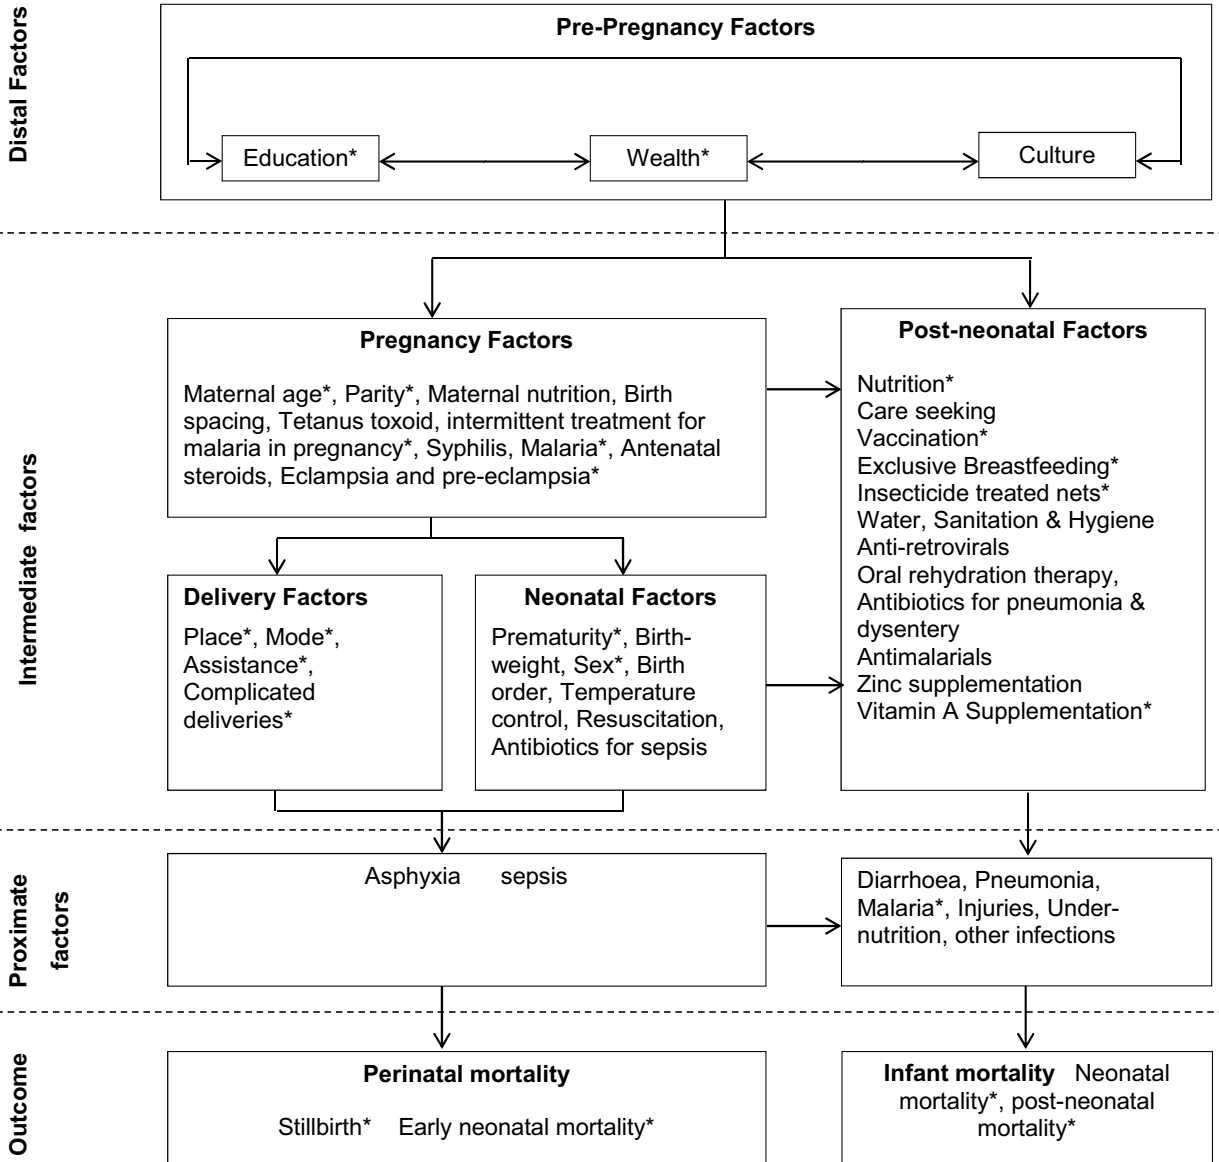 Distal Factors
Pre-Pregnancy Factors
Education*
Wealth*
Culture
Intermediate factors
Pregnancy Factors
Maternal age*, Parity*, Maternal nutrition, Birth
spacing, Tetanus toxoid, intermittent treatment for
malaria in pregnancy*, Syphilis, Malaria*, Antenatal
steroids, Eclampsia and pre-eclampsia*
Post-neonatal Factors
Nutrition*
Care seeking
Vaccination*
Exclusive Breastfeeding*
Insecticide treated nets*
Water, Sanitation & Hygiene
Anti-retrovirals
Oral rehydration therapy,
Antibiotics for pneumonia &
dysentery
Antimalarials
Zinc supplementation
Vitamin A Supplementation*
Delivery Factors
Place*, Mode*,
Assistance*,
Complicated
deliveries*
Neonatal Factors
Prematurity*, Birth-
weight, Sex*, Birth
order, Temperature
control, Resuscitation,
Antibiotics for sepsis
Proximate
factors
Asphyxia sepsis
Diarrhoea, Pneumonia,
Malaria*, Injuries, Under-
nutrition, other infections
Outcome
Perinatal mortality
Stillbirth* Early neonatal mortality*
Infant mortality Neonatal
mortality*, post-neonatal
mortality*